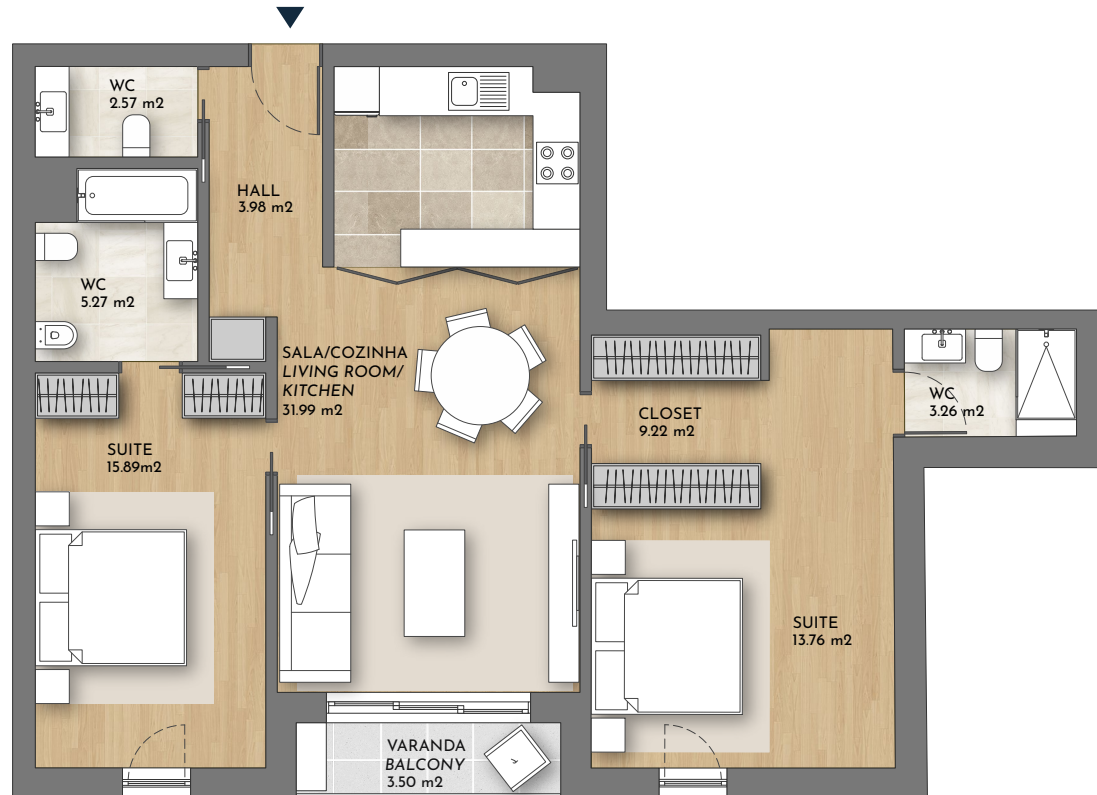 WC
2.57 m2
HALL
3.98 m2
WC
5.27 m2
SALA/COZINHA
LIVING ROOM/
KITCHEN
31.99 m2
CLOSET
9.22 m2
WC
3.26 m2
SUITE
15.89m2
SUITE
13.76 m2
VARANDA
BALCONY
3.50 m2